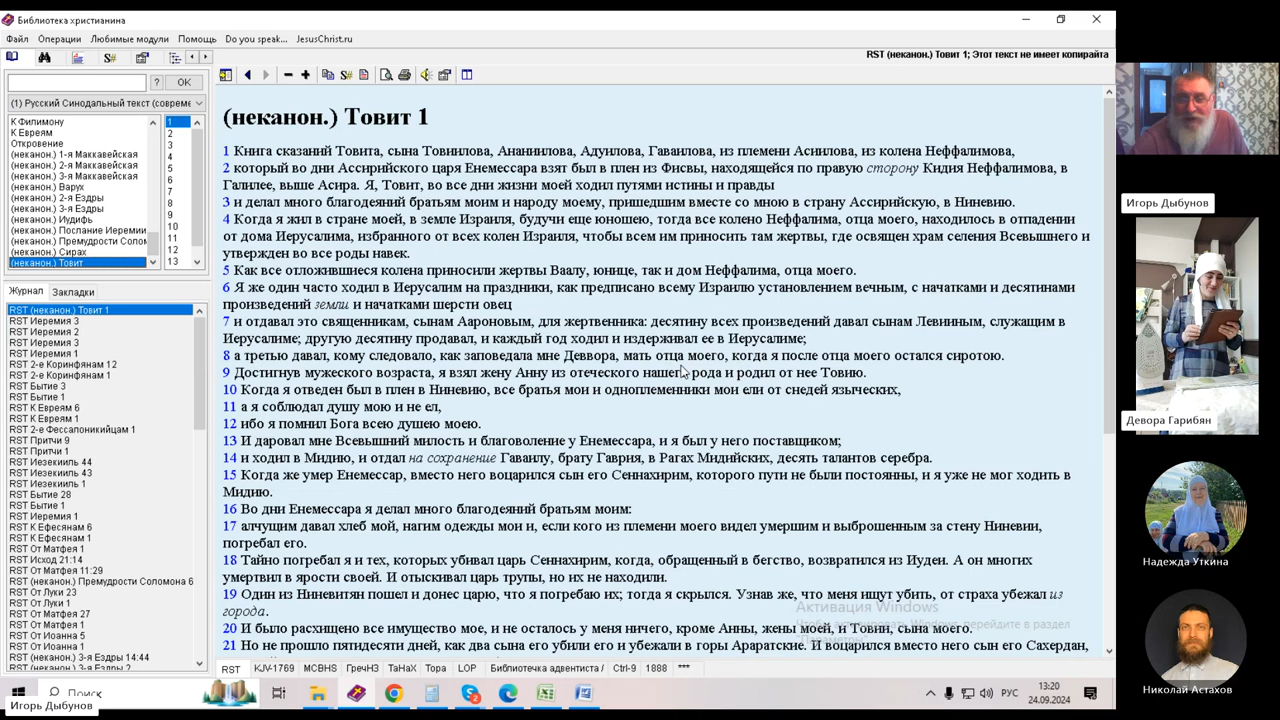 Библиотека христианина
Файл Операции Любимые модули Помощь Do you speak... JesusChrist.ru
S#
RST (неканон.) Товит 1; Этот текст не имеет копирайта
? OK
(1) Русский Синодальный текст (совреме
К Филимону
К Евреям
Откровение
(неканон.) 1-я Маккавейская
(неканон.) 2-я Маккавейская
(неканон.) 3-я Маккавейская
(неканон.) Варух
(неканон.) 2-я Ездры
(неканон.) 3-я Ездры
(неканон.) Иудифь
(неканон.) Послание Иеремии
(неканон.) Премудрости Солом
(неканон.) Сирах
(неканон.) Товит
1
2
3
4
5
6
7
8
9
10
11
12
13
Журнал Закладки
RST (неканон.) Товит 1
RST Иеремия 3
RST Иеремия 2
RST Иеремия 3
RST Иеремия 1
RST 2-е Коринфянам 12
RST 2-е Коринфянам 1
RST Бытие 3
RST Бытие 1
RST К Евреям 6
RST К Евреям 1
RST 2-е Фессалоникийцам 1
RST Притчи 9
RST Притчи 1
RST Иезекииль 44
RST Иезекииль 43
RST Иезекииль 1
RST Бытие 28
RST Бытие 1
RST Иеремия 1
RST К Ефесянам 6
RST К Ефесянам 1
RST От Матфея 1
RST Исход 21:14
RST От Матфея 11:29
RST (неканон.) Премудрости Соломона 6
RST От Луки 23
RST От Луки 1
RST От Матфея 27
RST От Иоанна 5
RST От Иоанна 1
RST (неканон.) 3-я Ездры 14:44
RST (неканон.) 3-я Ездры 2
S#
(неканон.) Товит 1
1 Книга сказаний Товита, сына Товиилова, Ананиилова, Адуилова, Гаваилова, из племени Асиилова, из колена Неффалимова,
2 который во дни Ассирийского царя Енемессара взят был в плен из Фисвы, находящейся по правую сторону Кидия Неффалимова, в
Галилее, выше Асира. Я, Товит, во все дни жизни моей ходил путями истины и правды
3 и делал много благодеяний братьям моим и народу моему, пришедшим вместе со мною в страну Ассирийскую, в Ниневию.
4 Когда я жил в стране моей, в земле Израиля, будучи еще юношею, тогда все колено Неффалима, отца моего, находилось в отпадении
от дома Иерусалима, избранного от всех колен Израиля, чтобы всем им приносить там жертвы, где освящен храм селения Всевышнего и
утвержден во все роды навек.
5 Как все отложившиеся колена приносили жертвы Ваалу, юнице, так и дом Неффалима, отца моего.
6 Я же один часто ходил в Иерусалим на праздники, как предписано всему Израилю установлением вечным, с начатками и десятинами
произведений земли и начатками шерсти овец
7 и отдавал это священникам, сынам Аароновым, для жертвенника: десятину всех произведений давал сынам Левииным, служащим в
Иерусалиме; другую десятину продавал, и каждый год ходил и издерживал ее в Иерусалиме;
8 а третью давал, кому следовало, как заповедала мне Деввора, мать отца моего, когда я после отца моего остался сиротою.
9 Достигнув мужеского возраста, я взял жену Анну из отеческого нашего рода и родил от нее Товию.
10 Когда я отведен был в плен в Ниневию, все братья мои и одноплеменники мои ели от снедей языческих,
11 а я соблюдал душу мою и не ел,
12 ибо я помнил Бога всею душею моею.
13 И даровал мне Всевышний милость и благоволение у Енемессара, и я был у него поставщиком;
14 и ходил в Мидию, и отдал на сохранение Гаваилу, брату Гаврия, в Рагах Мидийских, десять талантов серебра.
15 Когда же умер Енемессар, вместо него воцарился сын его Сеннахирим, которого пути не были постоянны, и я уже не мог ходить в
Мидию.
16 Во дни Енемессара я делал много благодеяний братьям моим:
17 алчущим давал хлеб мой, нагим одежды мои и, если кого из племени моего видел умершим и выброшенным за стену Ниневии,
погребал его.
18 Тайно погребал я и тех, которых убивал царь Сеннахирим, когда, обращенный в бегство, возвратился из Иудеи. А он многих
умертвил в ярости своей. И отыскивал царь трупы, но их не находили.
19 Один из Ниневитян пошел и донес царю, что я погребаю их; тогда я скрылся. Узнав же, что меня ищут убить, от страха убежал из
города.
20 И было расхищено все имущество мое, и не осталось у меня ничего, кроме Анны, жены моей, и Товии, сына моего.
21 Но не прошло пятидесяти дней, как два сына его убили его и убежали в горы Араратские. И воцарился вместо него сын его Сахердан,
Активация Windows
Чтобы активировать Windows, перейдите в раздел
"Параметры".
RST KJV-1769 МСВНS ГречНЗ ТаНаХ Тора LOP Библиотека адвентиста / Ctrl-9 1888 ***
Поиск
РУС
13:20
24.09.2024
Игорь Дыбунов
Игорь Дыбунов
Девора Гарибян
Надежда Уткина
Николай Астахов